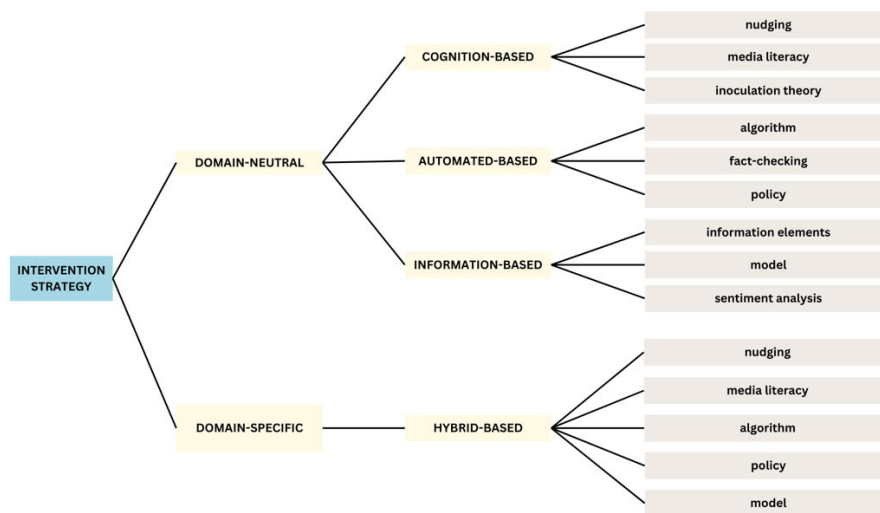 nudging
COGNITION-BASED
media literacy
inoculation theory
algorithm
DOMAIN-NEUTRAL
AUTOMATED-BASED
fact-checking
policy
information elements
INTERVENTION
STRATEGY
INFORMATION-BASED
model
sentiment analysis
nudging
media literacy
DOMAIN-SPECIFIC
HYBRID-BASED
algorithm
policy
model